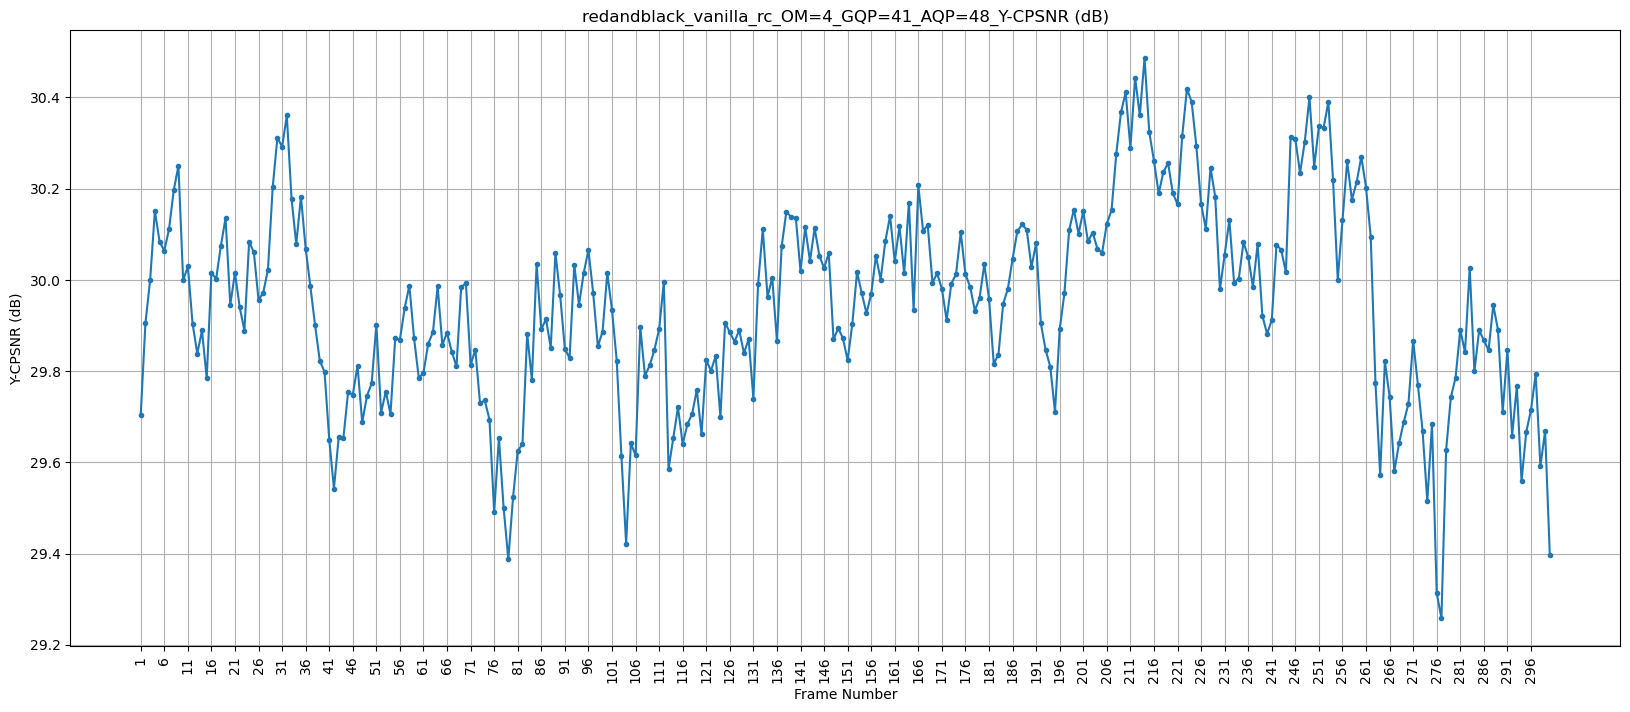 redandblack_vanilla_rc_OM=4_GQP=41_AQP=48_Y-CPSNR (dB)
Y-CPSNR (dB)
30.4
30.2
30.0
29.8
29.6
29.4
29.2
1 6 11 16 21 26 31 36 41 46 51 56 61 66 71 76 81 86 91 96 101 106 111 116 121 126 131 136 141 146 151 156 161 166 171 176 181 186 191 196 201 206 211 216 221 226 231 236 241 246 251 256 261 266 271 276 281 286 291 296
Frame Number